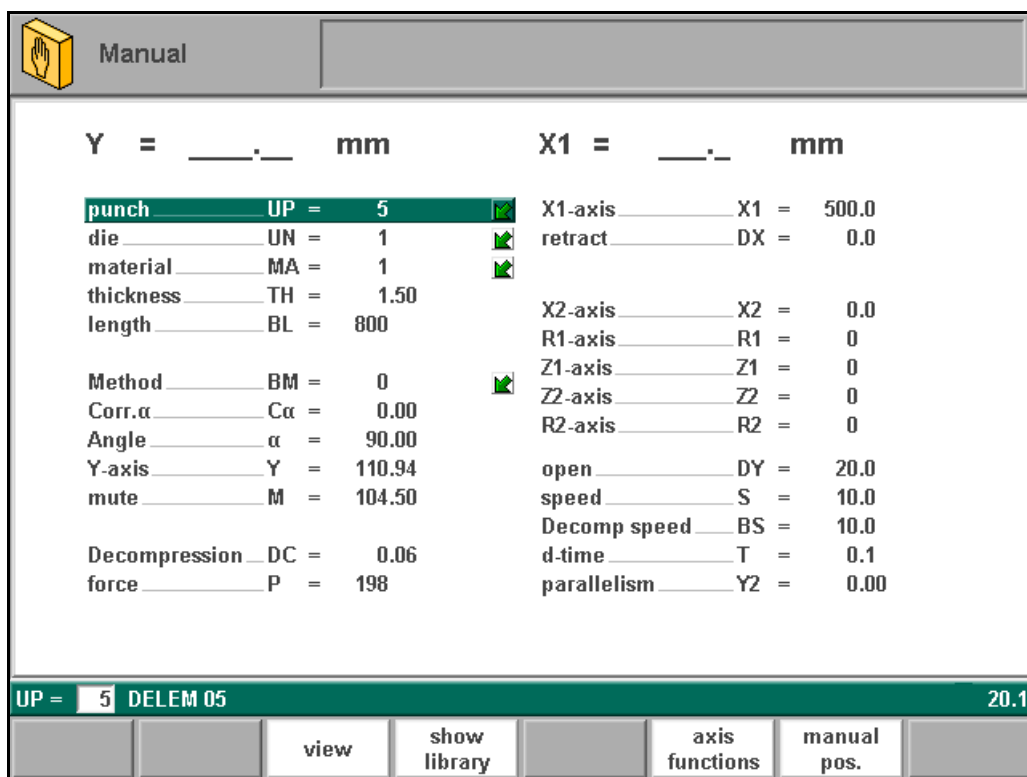 Manual
Y = ____.__ mm
X1 = ___._ mm
punch UP = 5
die UN = 1
material MA = 1
thickness TH = 1.50
length BL = 800
Method BM = 0
Corr.α Cα = 0.00
Angle α = 90.00
Y-axis Y = 110.94
mute M = 104.50
Decompression DC = 0.06
force P = 198
X1-axis X1 = 500.0
retract DX = 0.0
X2-axis X2 = 0.0
R1-axis R1 = 0
Z1-axis Z1 = 0
Z2-axis Z2 = 0
R2-axis R2 = 0
open DY = 20.0
speed S = 10.0
Decomp speed BS = 10.0
d-time T = 0.1
parallelism Y2 = 0.00
UP = 5 DELEM 05
20.1
view
show
library
axis
functions
manual
pos.